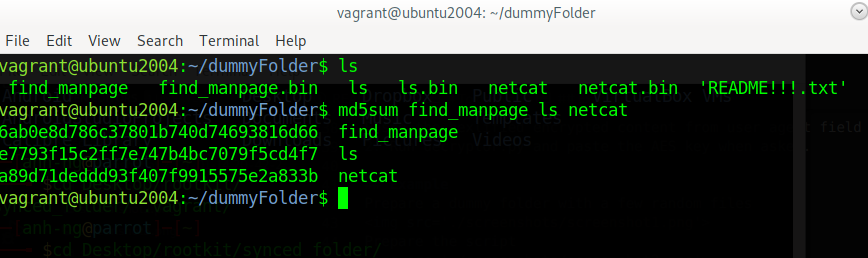 vagrant@ubuntu2004: ~/dummyFolder
File Edit View Search Terminal Help
vagrant@ubuntu2004:~/dummyFolder$ ls
find_manpage find_manpage.bin ls ls.bin netcat netcat.bin 'README!!!.txt'
vagrant@ubuntu2004:~/dummyFolder$ md5sum find_manpage ls netcat
6ab0e8d786c37801b740d74693816d66 find_manpage
e7793f15c2ff7e747b4bc7079f5cd4f7 ls
a89d71deddd93f407f9915575e2a833b netcat
vagrant@ubuntu2004:~/dummyFolder$
anh-ng@parrot
$cd Desktop/rootkit/synced_folder/